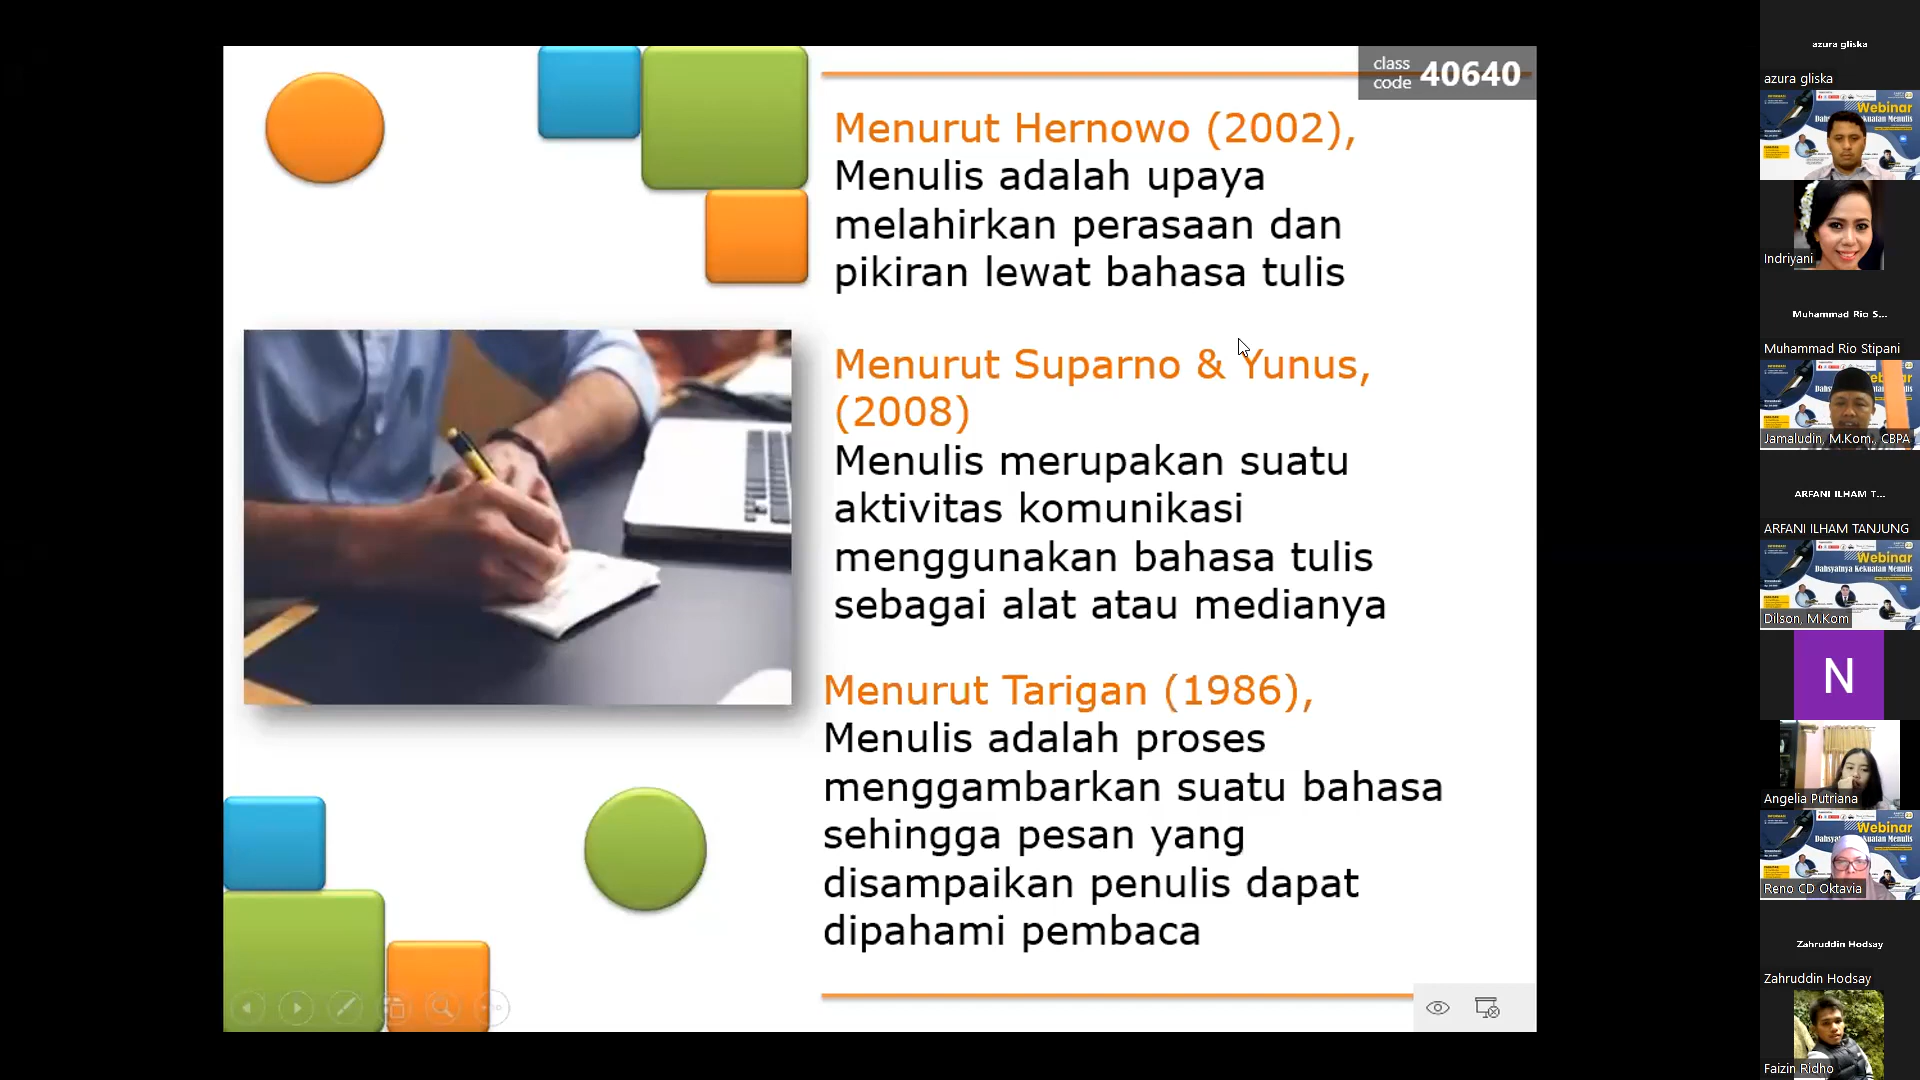 class
code 40640
Menurut Hernowo (2002),
Menulis adalah upaya
melahirkan perasaan dan
pikiran lewat bahasa tulis
Menurut Suparno & Yunus,
(2008)
Menulis merupakan suatu
aktivitas komunikasi
menggunakan bahasa tulis
sebagai alat atau medianya
Menurut Tarigan (1986),
Menulis adalah proses
menggambarkan suatu bahasa
sehingga pesan yang
disampaikan penulis dapat
dipahami pembaca
azura gliska
azura gliska
Webinar
Indriyani
Muhammad Rio S...
Muhammad Rio Stipani
Jamaludin, M.Kom., CBPA
ARFANI ILHAM T...
ARFANI ILHAM TANJUNG
Webinar
Dahsyatnya Kekuatan Menulis
Dilson, M.Kom
N
Angelia Putriana
Webinar
Reno CD Oktavia
Zahruddin Hodsay
Zahruddin Hodsay
Faizin Ridho